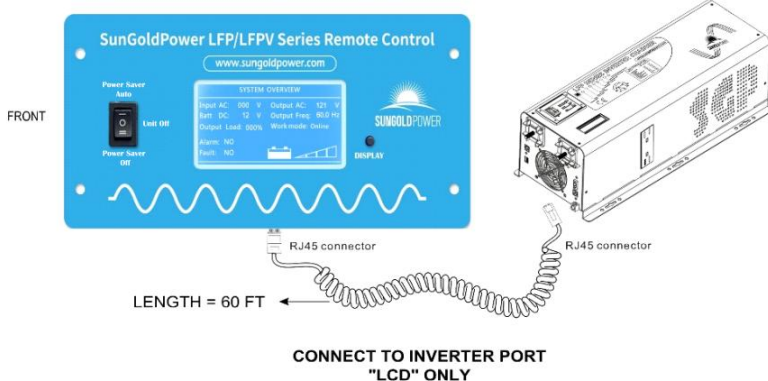 SunGoldPower LFP/LFPV Series Remote Control
www.sungoldpower.com
FRONT
Power Saver
Auto
Unit Off
Power Saver
Off
SYSTEM OVERVIEW
Input AC: 000 V Output AC: 121 V
Batt DC: 12 V Output Freq: 60.0 Hz
Output Load: 000% Workmode: Online
Alarm: NO
Fault: NO
SUNGOLDPOWER
DISPLAY
SGP
RJ45 connector
RJ45 connector
LENGTH = 60 FT
CONNECT TO INVERTER PORT
"LCD" ONLY